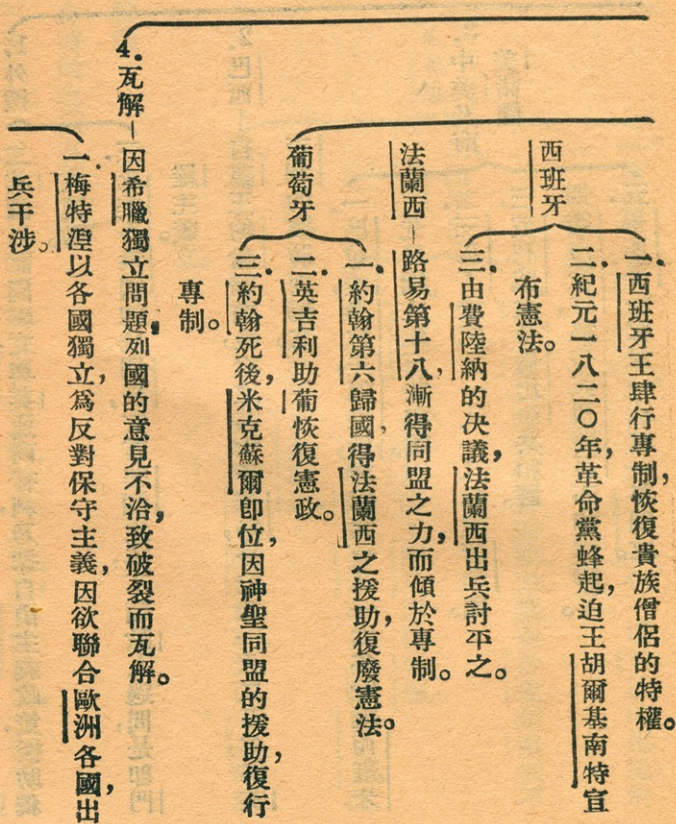 西班牙
一.西班牙王肆行專制，恢復貴族僧侶的特權。
二.紀元一八二〇年革命黨蜂起，迫王胡爾基南特宣
布憲法。
三.由費陸納的決議，法蘭西出兵討平之。
法蘭西—路易第十八，漸得同盟之力而傾於專制。
葡萄牙
一.約翰第六歸國，得法蘭西之援助，復廢憲法。
二.英吉利助葡恢復憲政。
三.約翰死後，米克蘇爾即位，因神聖同盟的援助，復行
專制。
4.瓦解—因希臘獨立問題，列國的意見不洽，致破裂而瓦解。
一.梅特涅以各國獨立，爲反對保守主義，因欲聯合歐洲各國，出
兵干涉。